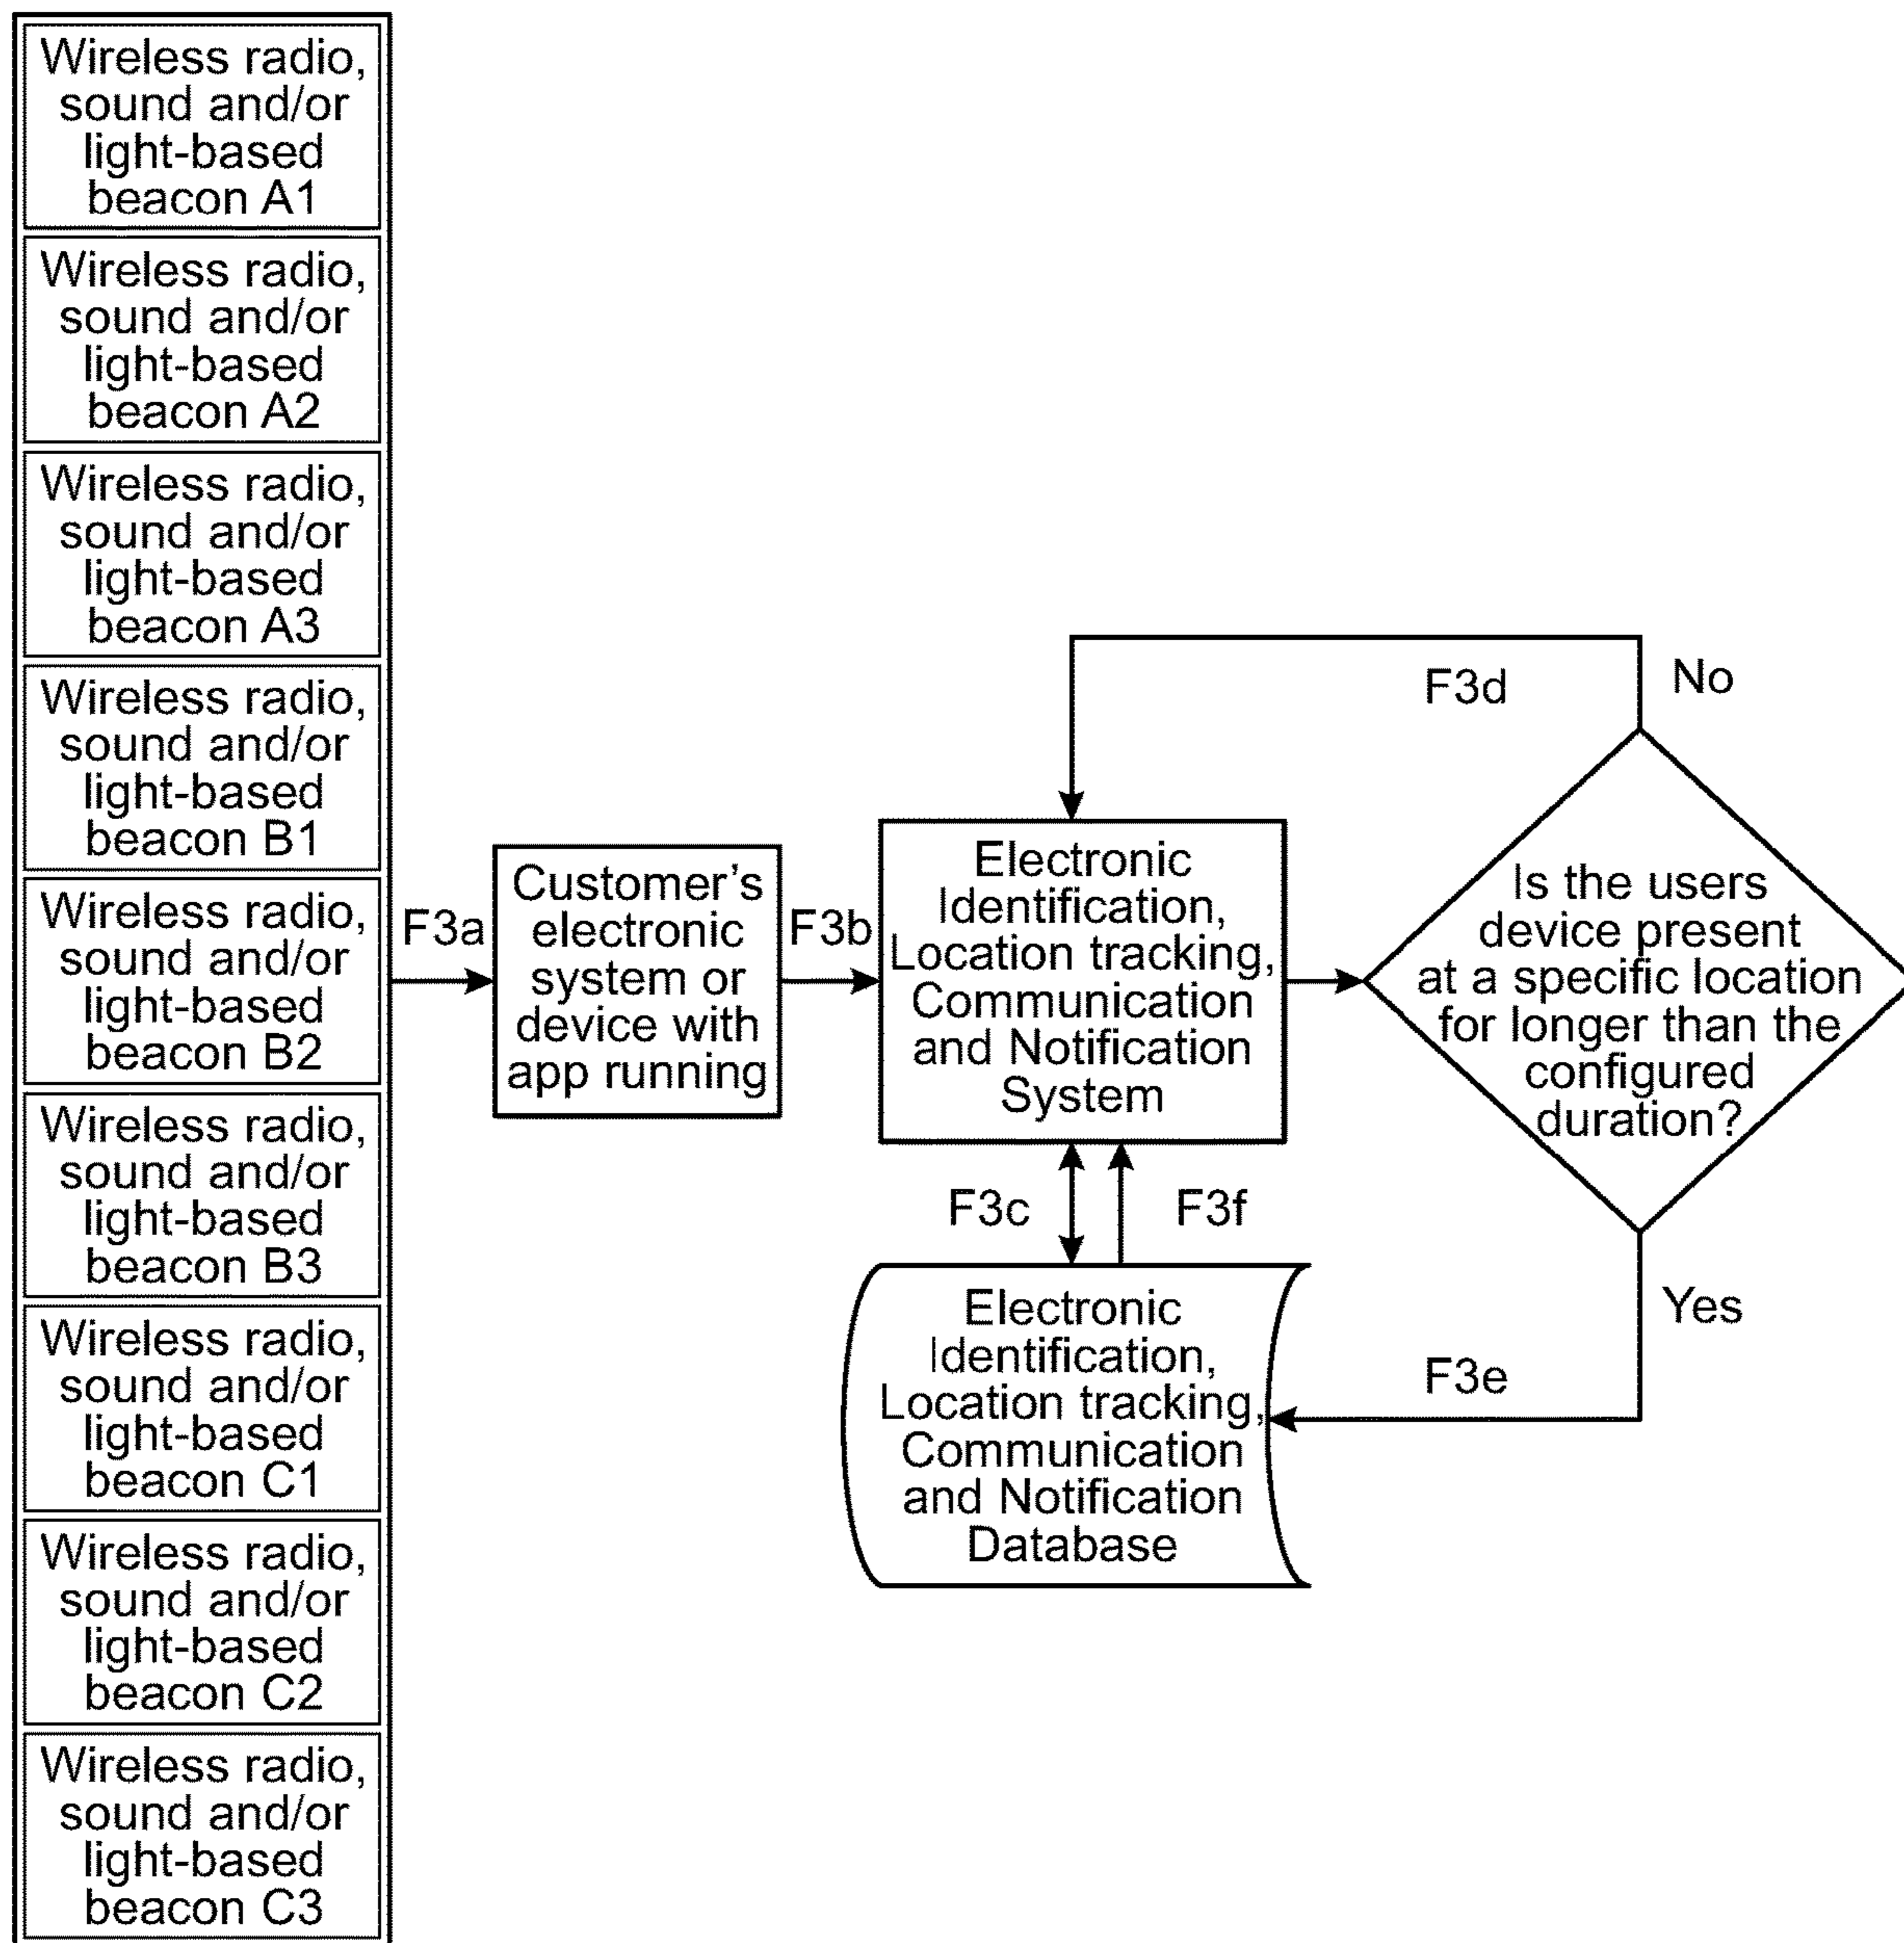 Wireless radio,
sound and/or
light-based
beacon A1
Wireless radio,
sound and/or
light-based
beacon A2
Wireless radio,
sound and/or
light-based
beacon A3
Wireless radio,
sound and/or
light-based
beacon B1
Wireless radio,
sound and/or
light-based
beacon B2
Wireless radio,
sound and/or
light-based
beacon B3
Wireless radio,
sound and/or
light-based
beacon C1
Wireless radio,
sound and/or
light-based
beacon C2
Wireless radio,
sound and/or
light-based
beacon C3
F3a
Customer’s
electronic
system or
device with
app running
F3b
Electronic
Identification,
Location tracking,
Communication
and Notification
System
F3d
No
Is the users
device present
at a specific location
for longer than the
configured
duration?
F3c
F3f
Yes
F3e
Electronic
Identification,
Location tracking,
Communication
and Notification
Database